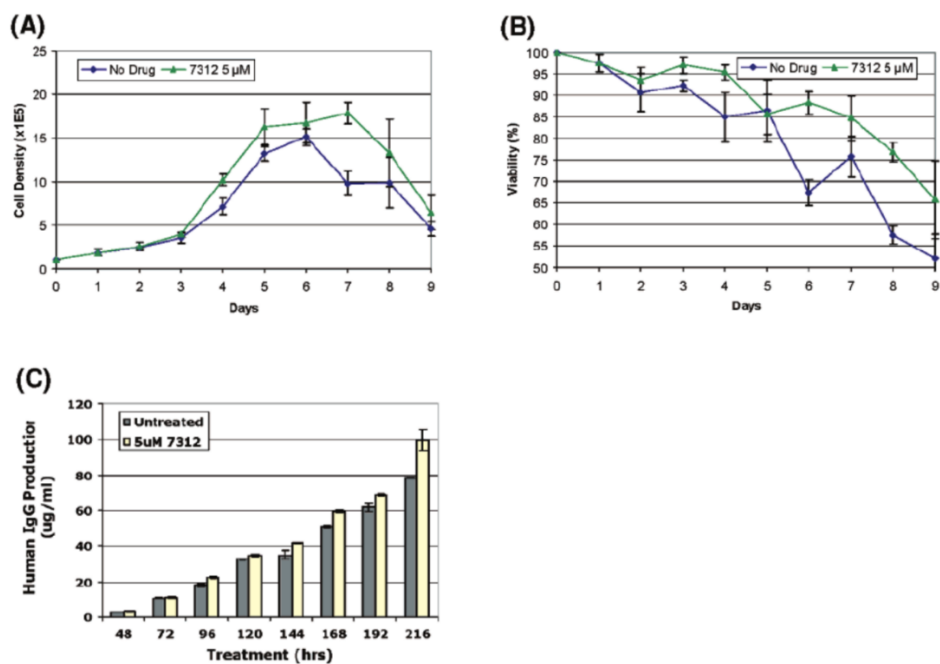 (A)
25
20
15
10
5
0
Cell Density (x1E5)
No Drug 7312 5 µM
0 1 2 3 4 5 6 7 8 9
Days
(B)
100
95
90
85
80
75
70
65
60
55
50
Viability (%)
No Drug 7312 5 µM
0 1 2 3 4 5 6 7 8 9
Days
(C)
120
100
80
60
40
20
0
Human IgG Production
(ug/ml)
Untreated
5uM 7312
48 72 96 120 144 168 192 216
Treatment (hrs)